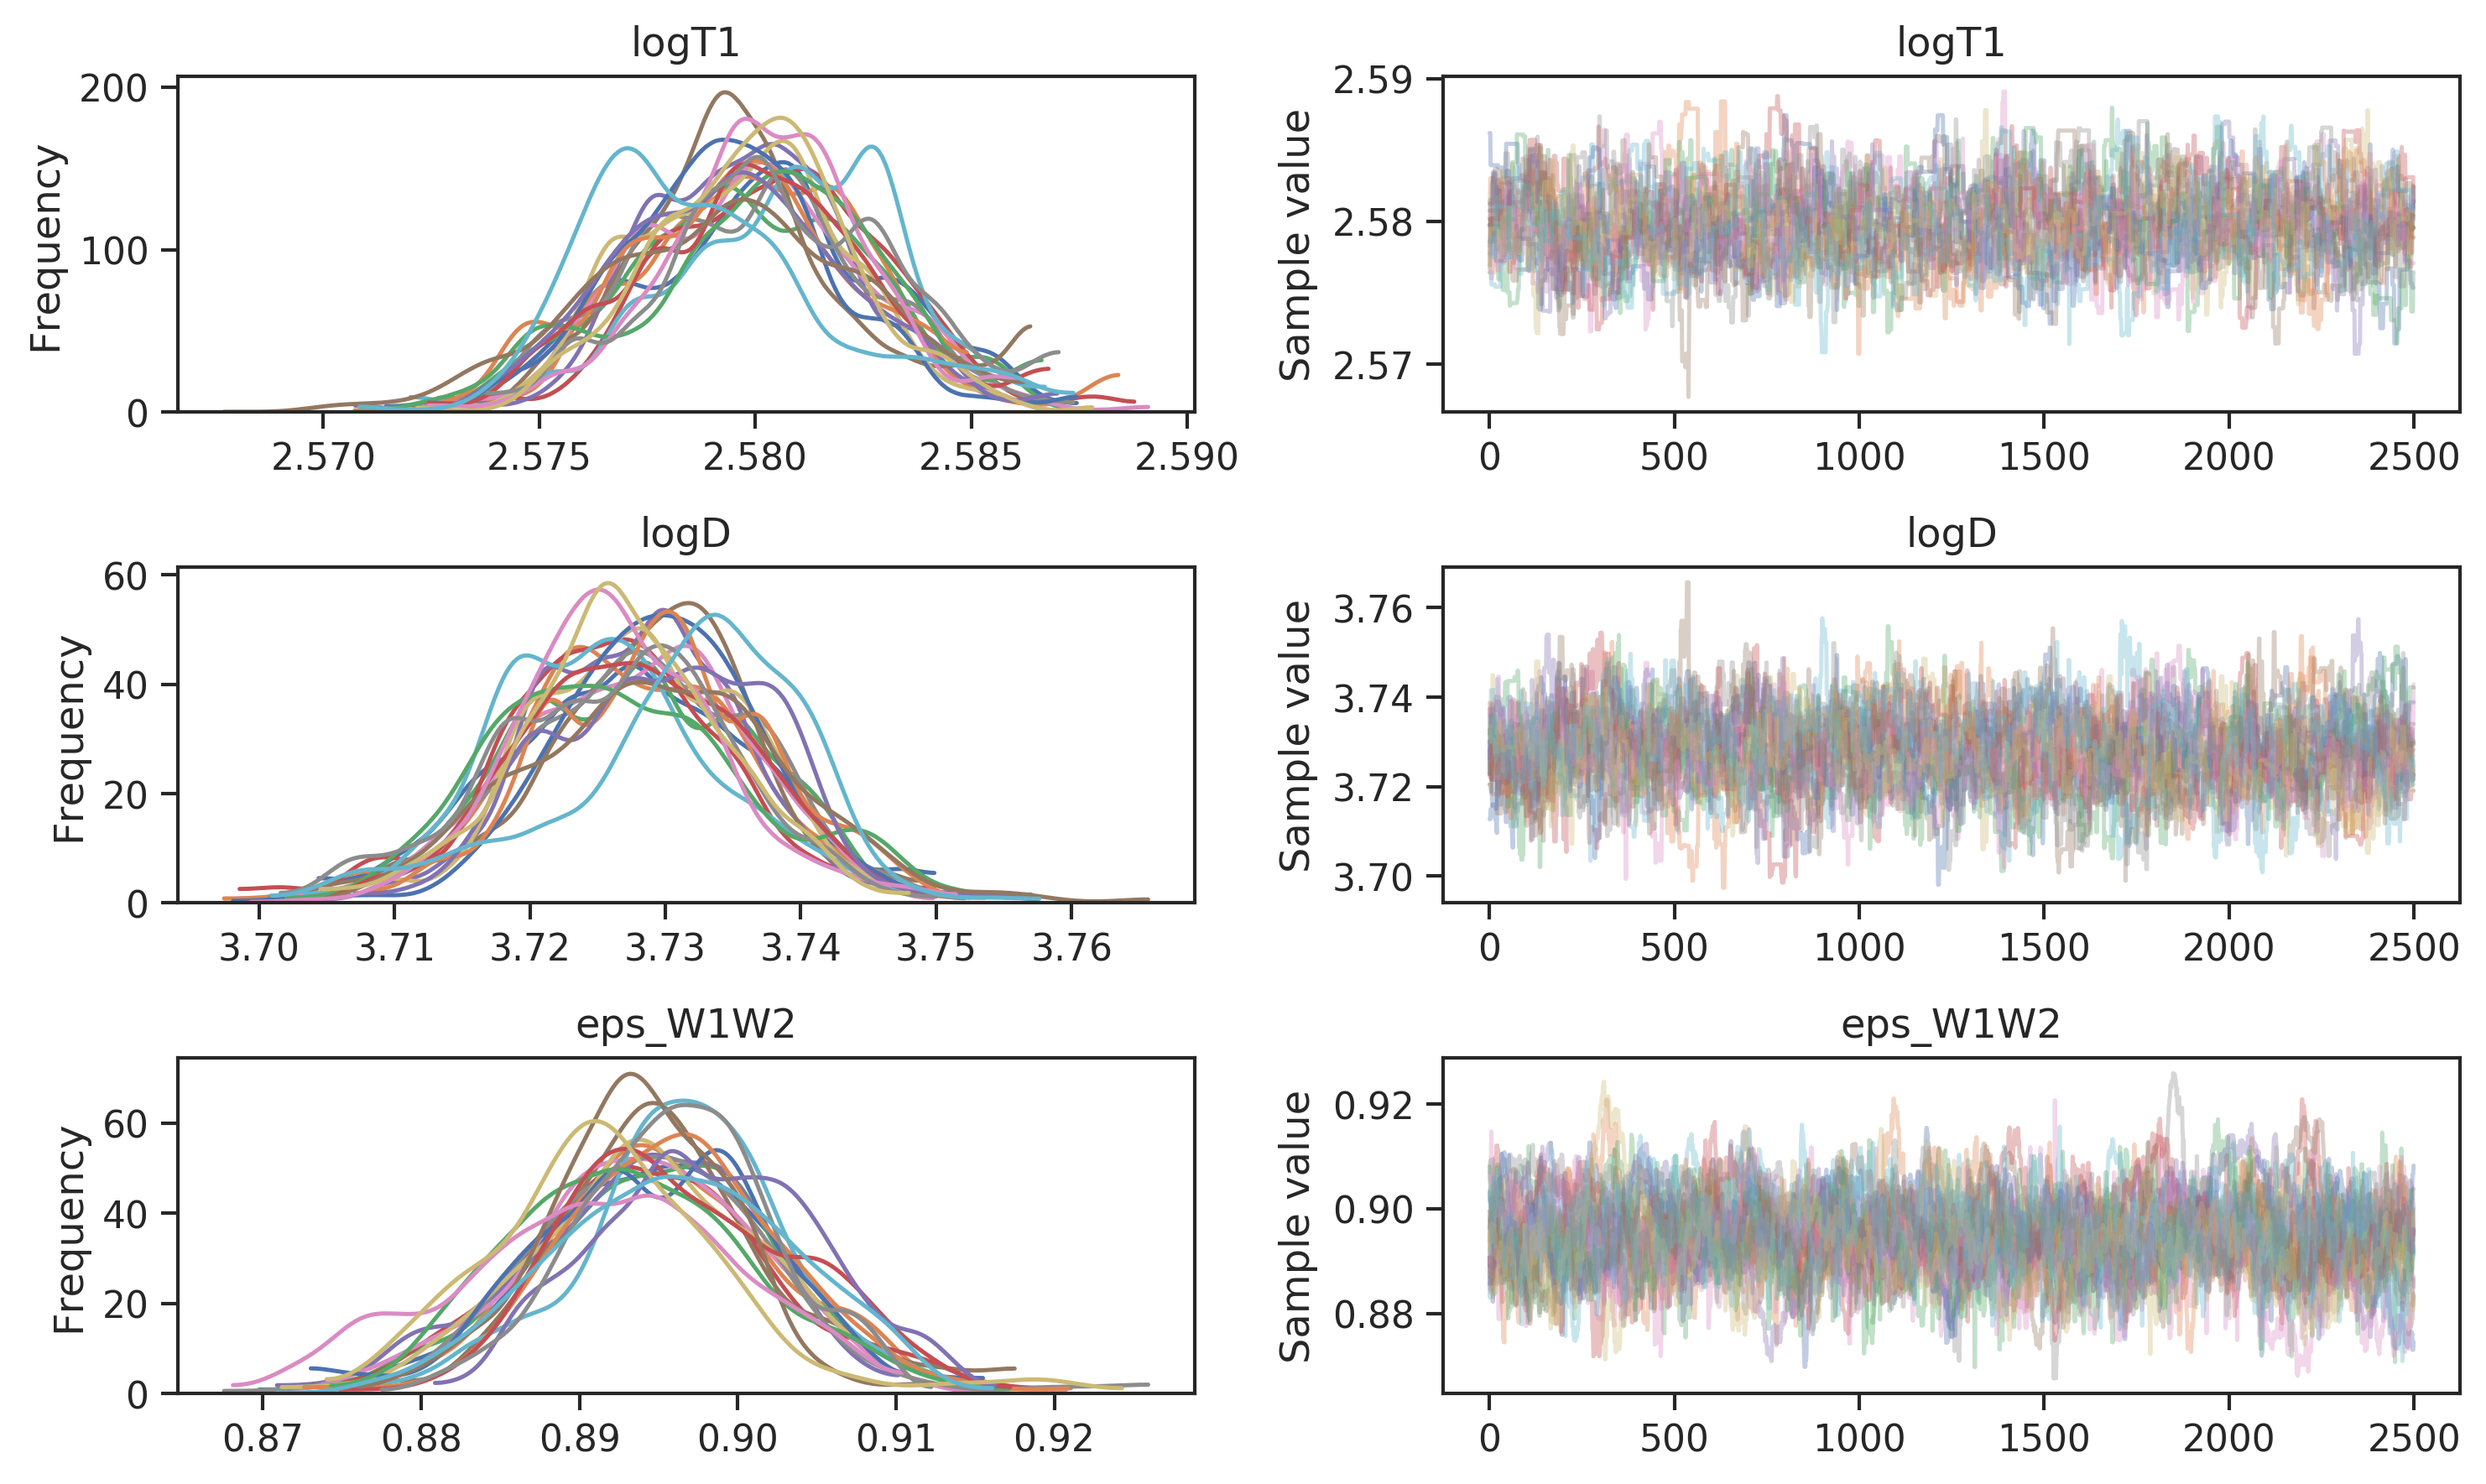 logT1
200
100
0
Frequency
2.570 2.575 2.580 2.585 2.590
logT1
2.59
2.58
2.57
Sample value
0 500 1000 1500 2000 2500
logD
60
40
20
0
Frequency
3.70 3.71 3.72 3.73 3.74 3.75 3.76
logD
3.76
3.74
3.72
3.70
Sample value
0 500 1000 1500 2000 2500
eps_W1W2
60
40
20
0
Frequency
0.87 0.88 0.89 0.90 0.91 0.92
eps_W1W2
0.92
0.90
0.88
Sample value
0 500 1000 1500 2000 2500